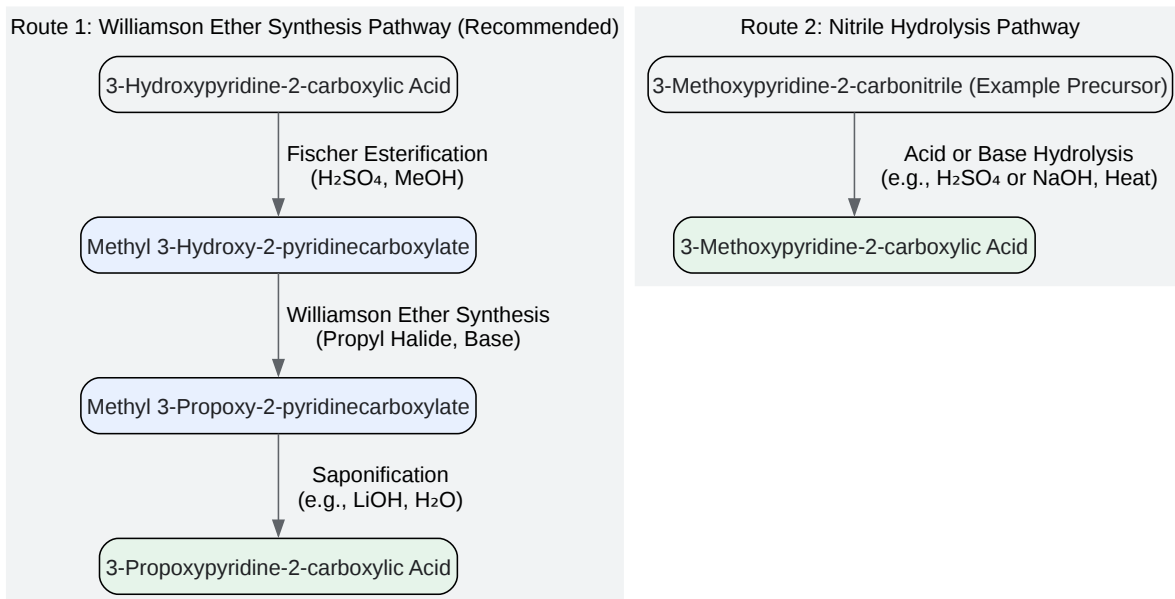 Route 1: Williamson Ether Synthesis Pathway (Recommended)
3-Hydroxypyridine-2-carboxylic Acid
Fischer Esterification
(H₂SO₄, MeOH)
Methyl 3-Hydroxy-2-pyridinecarboxylate
Williamson Ether Synthesis
(Propyl Halide, Base)
Methyl 3-Propoxy-2-pyridinecarboxylate
Saponification
(e.g., LiOH, H₂O)
3-Propoxypyridine-2-carboxylic Acid
Route 2: Nitrile Hydrolysis Pathway
3-Methoxypyridine-2-carbonitrile (Example Precursor)
Acid or Base Hydrolysis
(e.g., H₂SO₄ or NaOH, Heat)
3-Methoxypyridine-2-carboxylic Acid